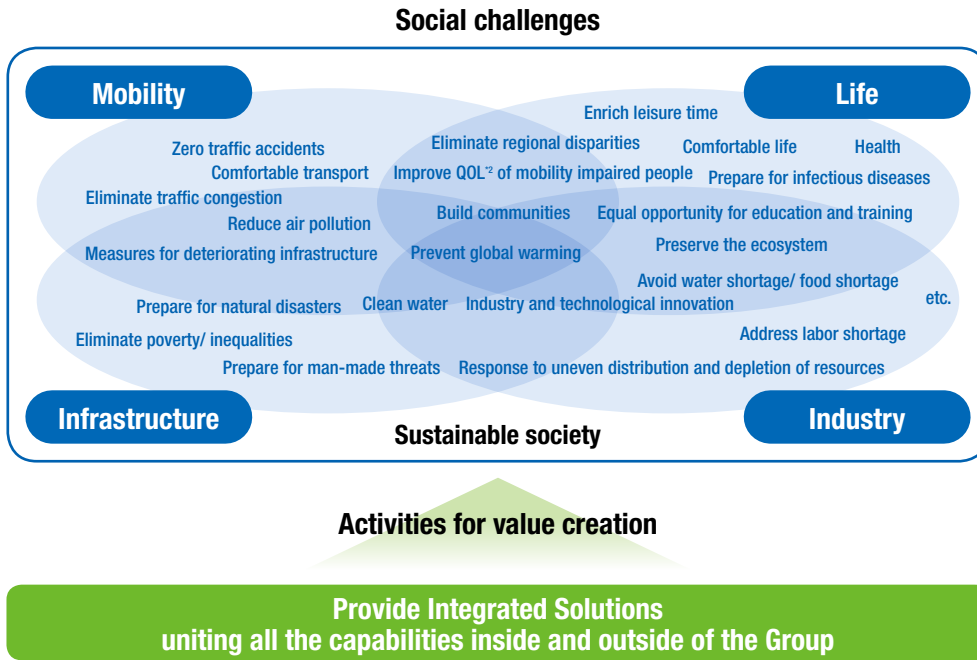 Social challenges
Mobility
Life
Enrich leisure time
Zero traffic accidents
Eliminate regional disparities
Comfortable life
Health
Comfortable transport
Improve QOL*2 of mobility impaired people
Prepare for infectious diseases
Eliminate traffic congestion
Reduce air pollution
Build communities
Equal opportunity for education and training
Measures for deteriorating infrastructure
Prevent global warming
Preserve the ecosystem
Avoid water shortage/ food shortage
Prepare for natural disasters
Clean water
Industry and technological innovation
etc.
Eliminate poverty/ inequalities
Address labor shortage
Prepare for man-made threats
Response to uneven distribution and depletion of resources
Infrastructure
Industry
Sustainable society
Activities for value creation
Provide Integrated Solutions
uniting all the capabilities inside and outside of the Group